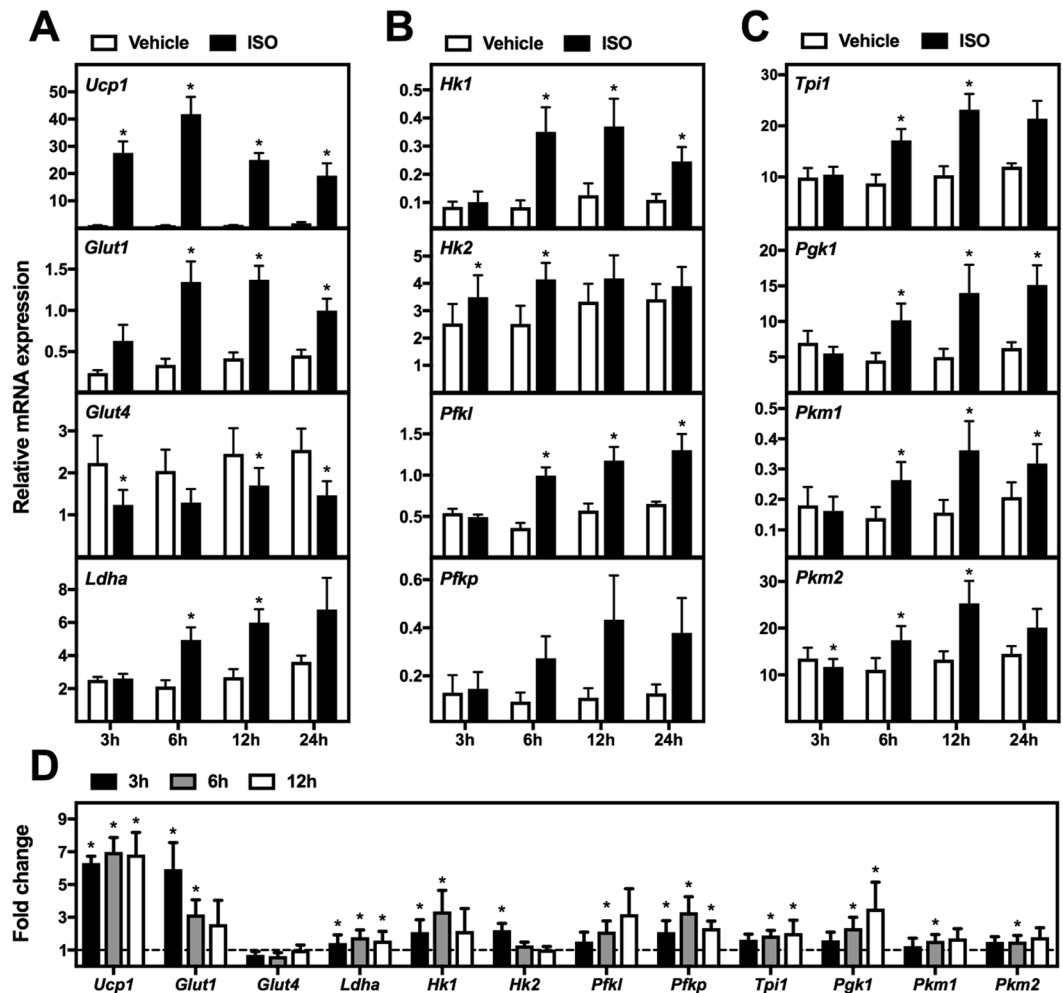 A
B
C
Vehicle ISO
Vehicle ISO
Vehicle ISO
Relative mRNA expression
Ucp1
50
40
30
20
10
* * * *
Glut1
1.5
1.0
0.5
* * *
Glut4
3
2
1
* * *
Ldha
8
6
4
2
* *
3h 6h 12h 24h
Hk1
0.5
0.4
0.3
0.2
0.1
* * *
Hk2
5
4
3
2
1
* *
Pfkl
1.5
1.0
0.5
* * *
Pfkp
0.6
0.4
0.2
3h 6h 12h 24h
Tpi1
30
20
10
* *
Pgk1
20
15
10
5
* * *
Pkm1
0.5
0.4
0.3
0.2
0.1
* * *
Pkm2
30
20
10
* * *
3h 6h 12h 24h
D
3h 6h 12h
Fold change
9
7
5
3
1
* * * * * * * * * * * * * * * * * * * * *
Ucp1 Glut1 Glut4 Ldha Hk1 Hk2 Pfkl Pfkp Tpi1 Pgk1 Pkm1 Pkm2